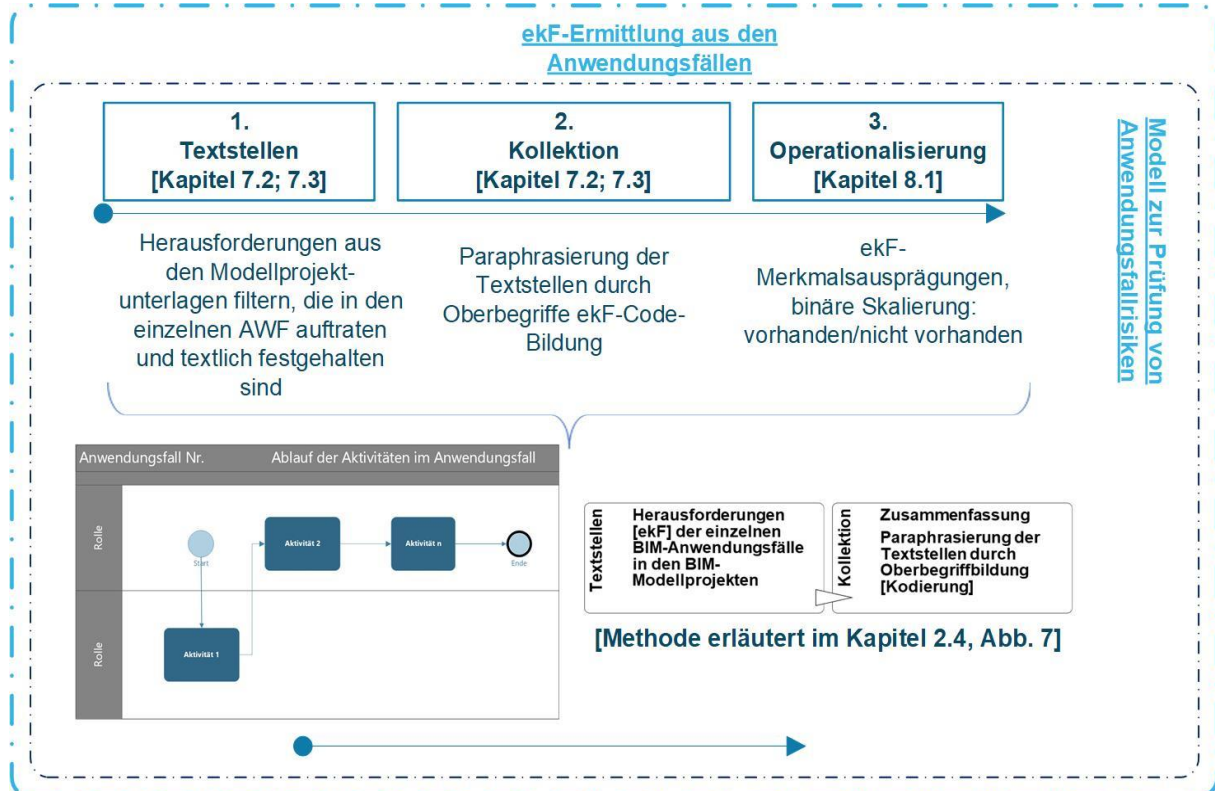 ekF-Ermittlung aus den
Anwendungsfällen
Modell zur Prüfung von
Anwendungsfallrisiken
1.
Textstellen
[Kapitel 7.2; 7.3]
2.
Kollektion
[Kapitel 7.2; 7.3]
3.
Operationalisierung
[Kapitel 8.1]
Herausforderungen aus
den Modellprojekt-
unterlagen filtern, die in den
einzelnen AWF auftraten
und textlich festgehalten
sind
Paraphrasierung der
Textstellen durch
Oberbegriffe ekF-Code-
Bildung
ekF-
Merkmalsausprägungen,
binäre Skalierung:
vorhanden/nicht vorhanden
Anwendungsfall Nr.
Ablauf der Aktivitäten im Anwendungsfall
Rolle
Start
Aktivität 2
Aktivität n
Ende
Rolle
Aktivität 1
Textstellen
Herausforderungen
[ekF] der einzelnen
BIM-Anwendungsfälle
in den BIM-
Modellprojekten
Kollektion
Zusammenfassung
Paraphrasierung der
Textstellen durch
Oberbegriffbildung
[Kodierung]
[Methode erläutert im Kapitel 2.4, Abb. 7]